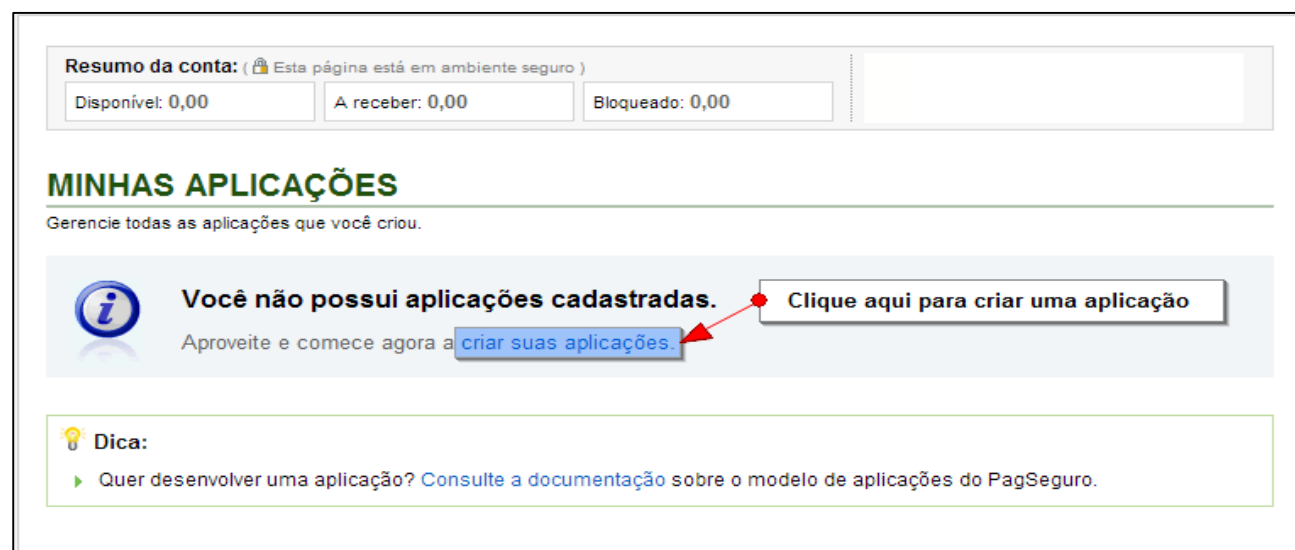 Resumo da conta: ( Esta página está em ambiente seguro )
Disponível: 0,00 A receber: 0,00 Bloqueado: 0,00
MINHAS APLICAÇÕES
Gerencie todas as aplicações que você criou.
Você não possui aplicações cadastradas.
Clique aqui para criar uma aplicação
Aproveite e comece agora a criar suas aplicações.
Dica:
Quer desenvolver uma aplicação? Consulte a documentação sobre o modelo de aplicações do PagSeguro.